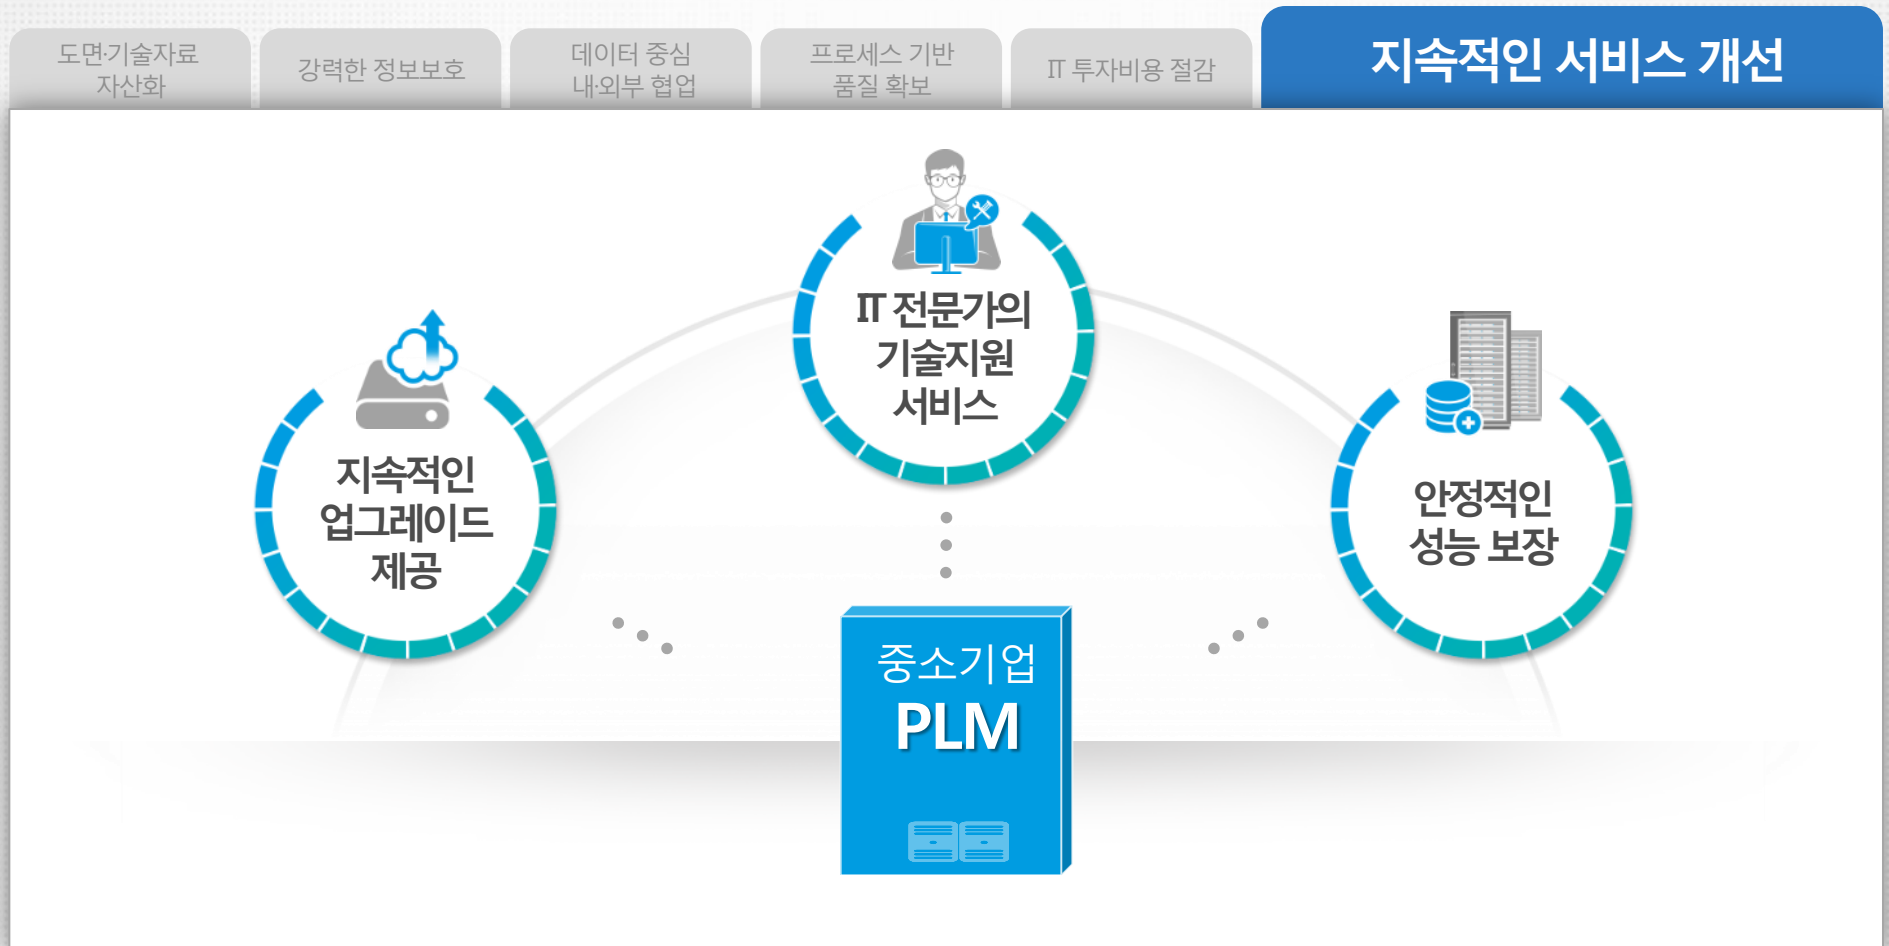 도면·기술자료
자산화
강력한 정보보호
데이터 중심
내·외부 협업
프로세스 기반
품질 확보
IT 투자비용 절감
지속적인 서비스 개선
IT 전문가의
기술지원
서비스
지속적인
업그레이드
제공
안정적인
성능 보장
중소기업
PLM